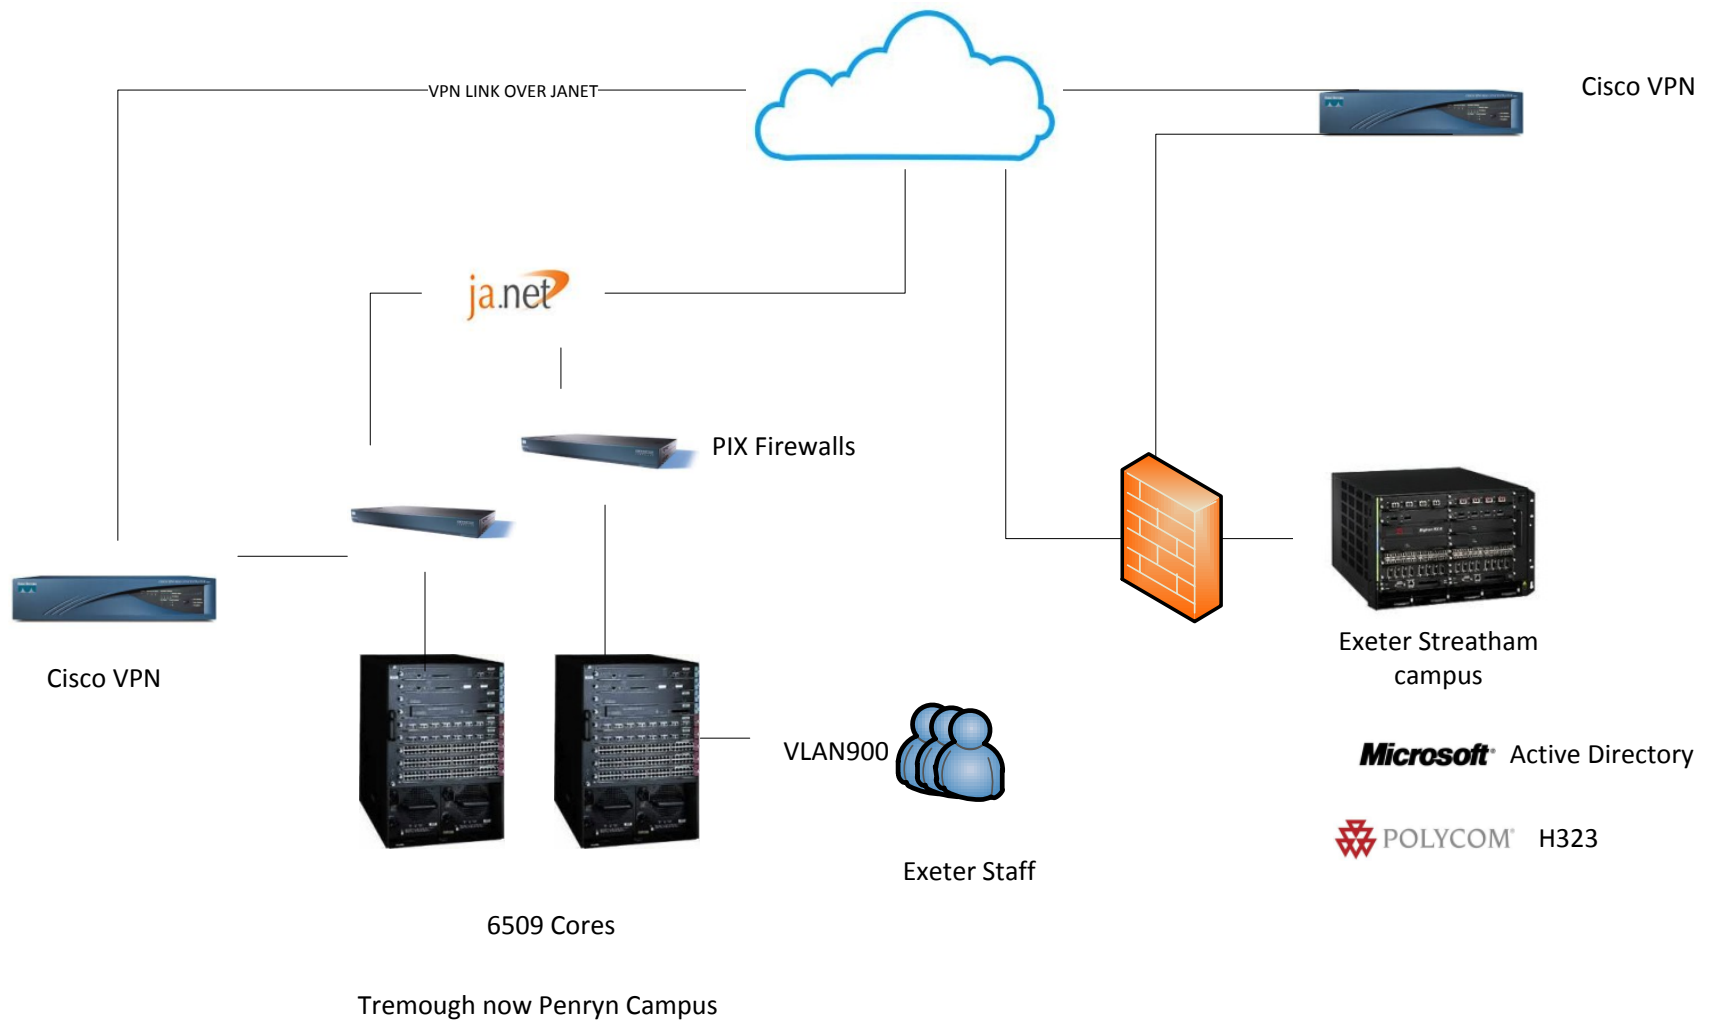 VPN LINK OVER JANET
Cisco VPN
ja.net
PIX Firewalls
Cisco VPN
Exeter Streatham
campus
VLAN900
Microsoft Active Directory
POLYCOM H323
Exeter Staff
6509 Cores
Tremough now Penryn Campus